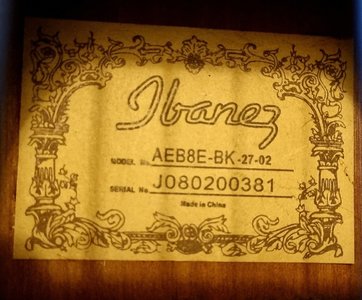 Ibanez
MODEL No. AEB8E-BK-27-02
SERIAL No. J080200381
Made in China